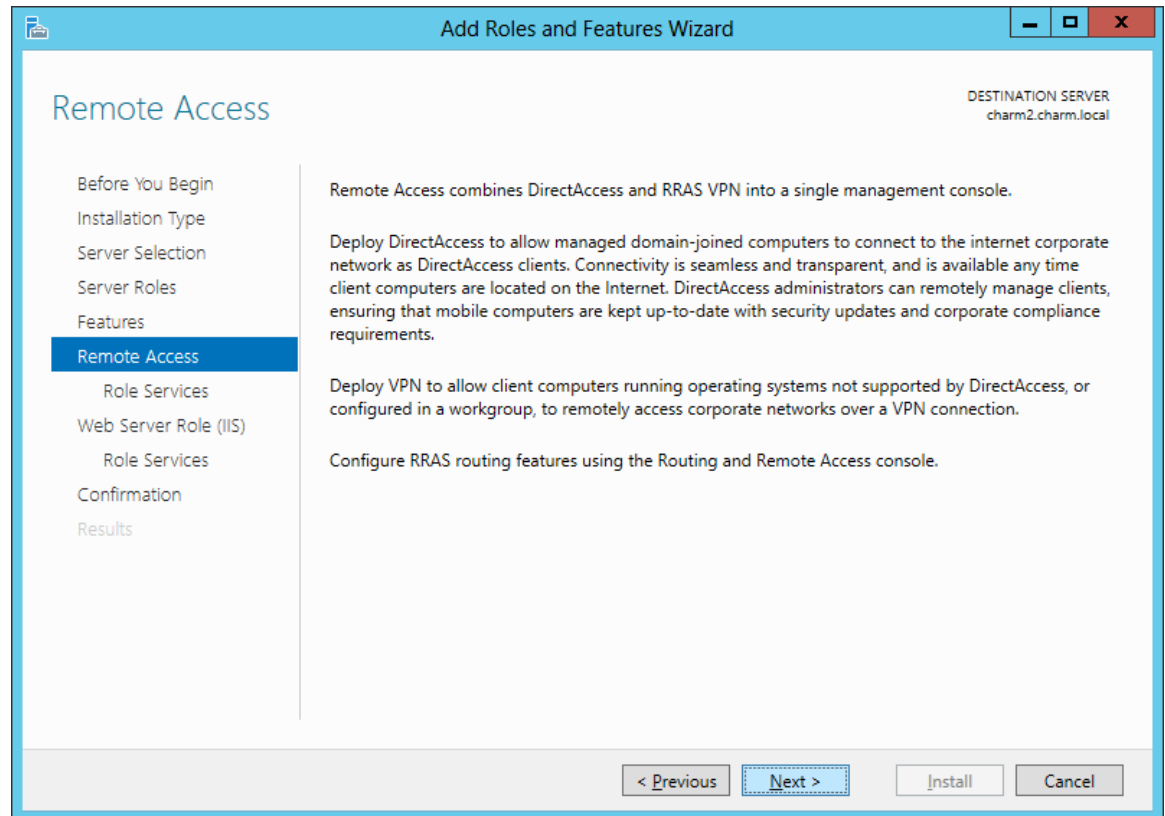 Add Roles and Features Wizard
Remote Access
DESTINATION SERVER
charm2.charm.local
Before You Begin
Installation Type
Server Selection
Server Roles
Features
Remote Access
Role Services
Web Server Role (IIS)
Role Services
Confirmation
Results
Remote Access combines DirectAccess and RRAS VPN into a single management console.
Deploy DirectAccess to allow managed domain-joined computers to connect to the internet corporate
network as DirectAccess clients. Connectivity is seamless and transparent, and is available any time
client computers are located on the Internet. DirectAccess administrators can remotely manage clients,
ensuring that mobile computers are kept up-to-date with security updates and corporate compliance
requirements.
Deploy VPN to allow client computers running operating systems not supported by DirectAccess, or
configured in a workgroup, to remotely access corporate networks over a VPN connection.
Configure RRAS routing features using the Routing and Remote Access console.
< Previous
Next >
Install
Cancel